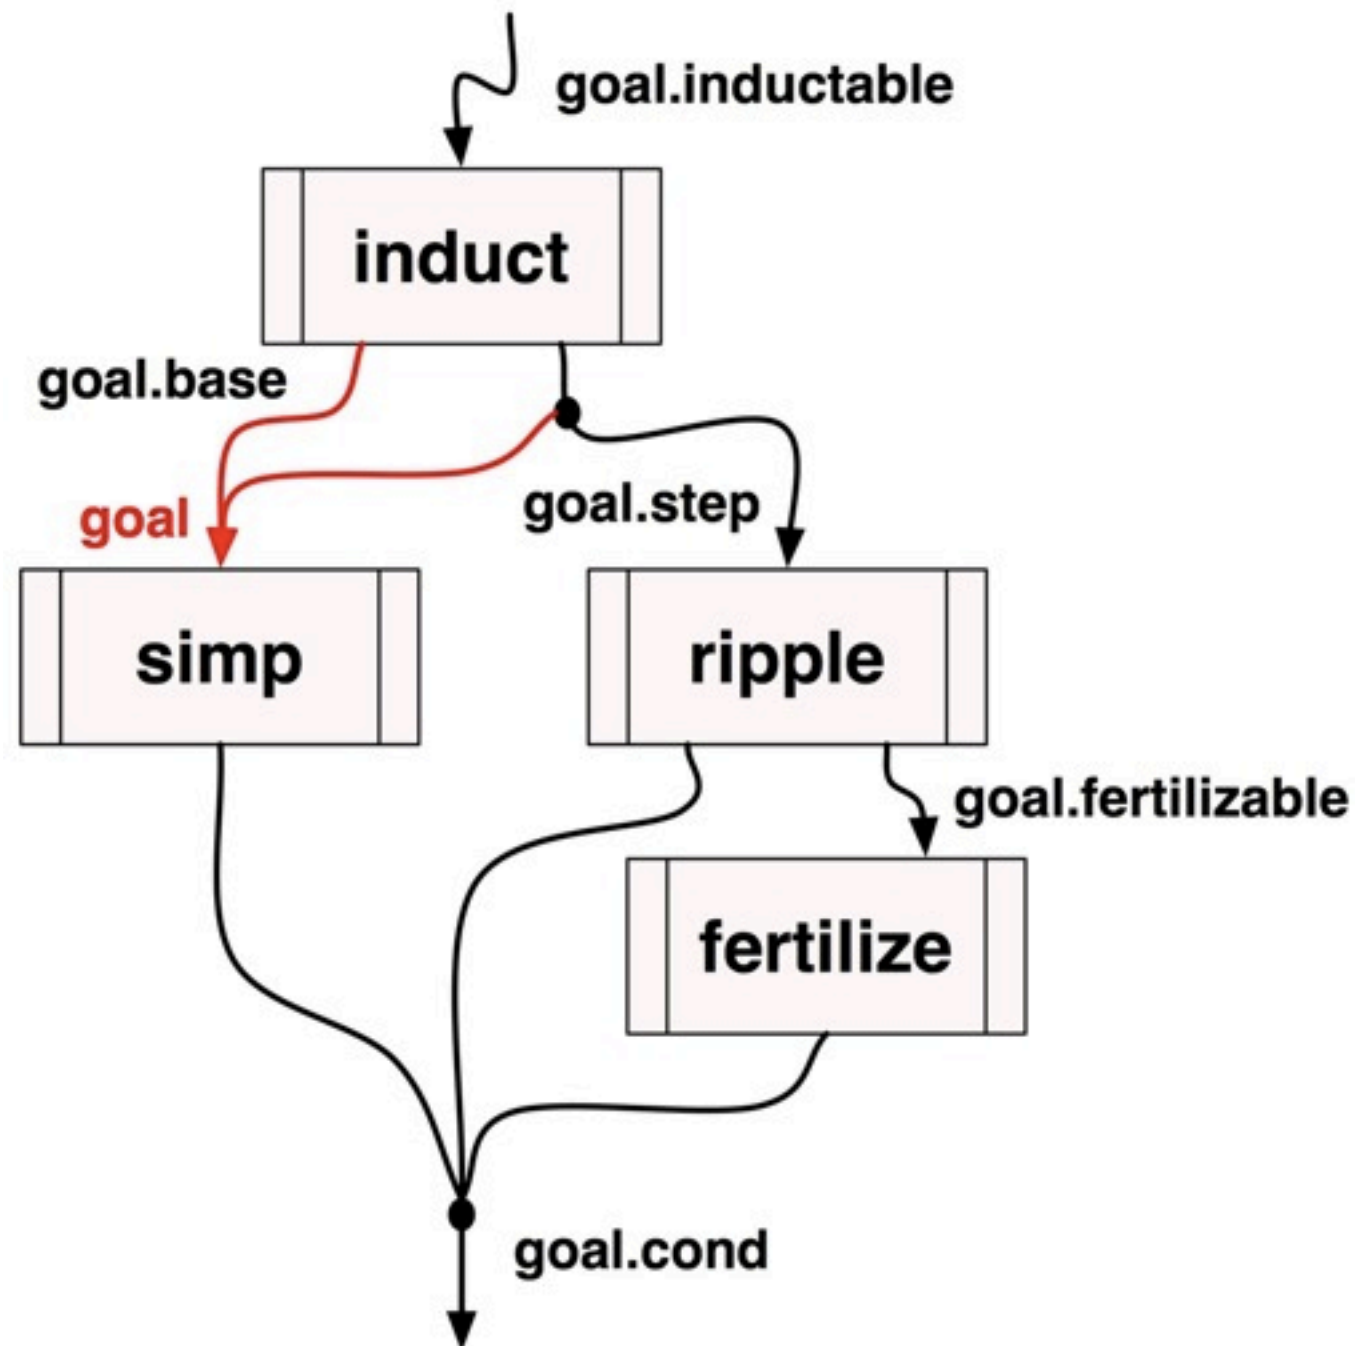 goal.inductable
induct
goal.base
goal
goal.step
simp
ripple
goal.fertilizable
fertilize
goal.cond